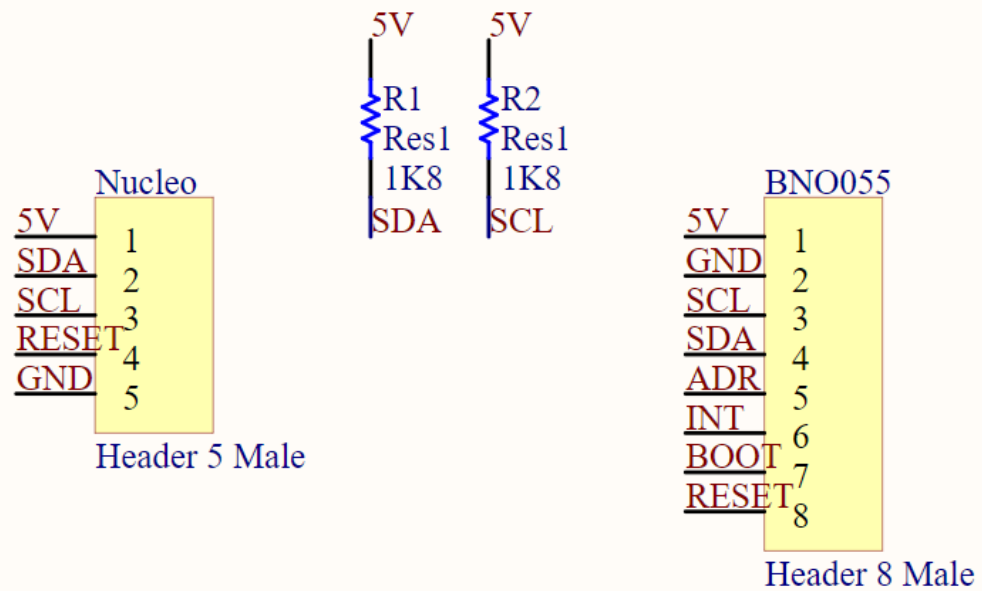 5V
5V
R1
Res1
1K8
SDA
R2
Res1
1K8
SCL
Nucleo
5V
1
SDA
2
SCL
3
RESET
4
GND
5
Header 5 Male
BNO055
5V
1
GND
2
SCL
3
SDA
4
ADR
5
INT
6
BOOT
7
RESET
8
Header 8 Male